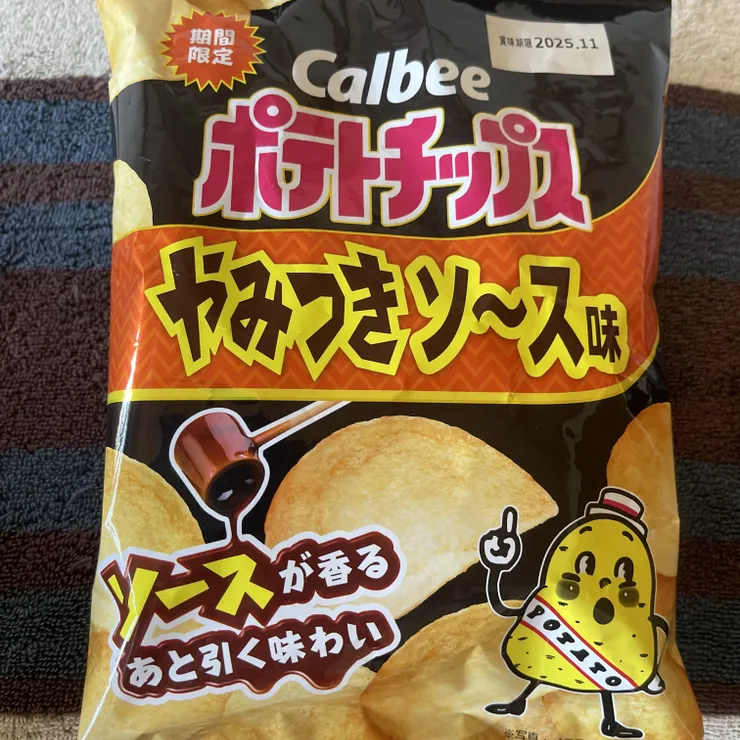 期間
限定
賞味期限 2025.11
Calbee
ポテトチップス
やみつきソ〜ス味
ソースが香る
あと引く味わい
POTATO
※写真